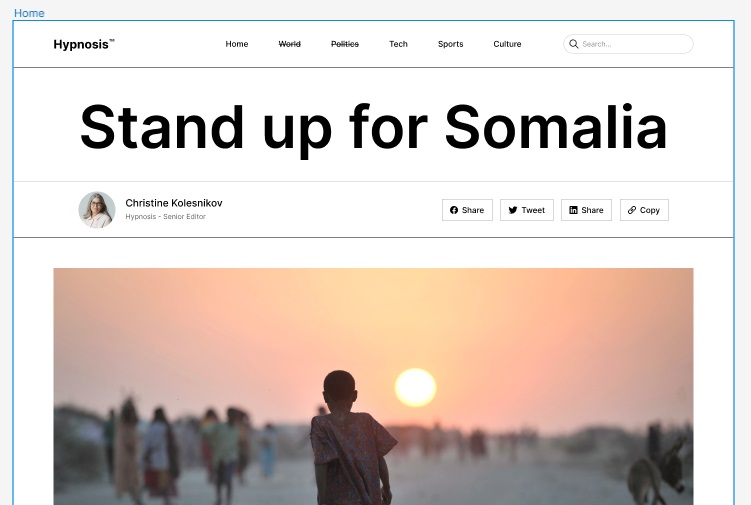 Home
Hypnosis™ Home World Politics Tech Sports Culture Search...
Stand up for Somalia
Christine Kolesnikov
Hypnosis - Senior Editor
Share Tweet Share Copy